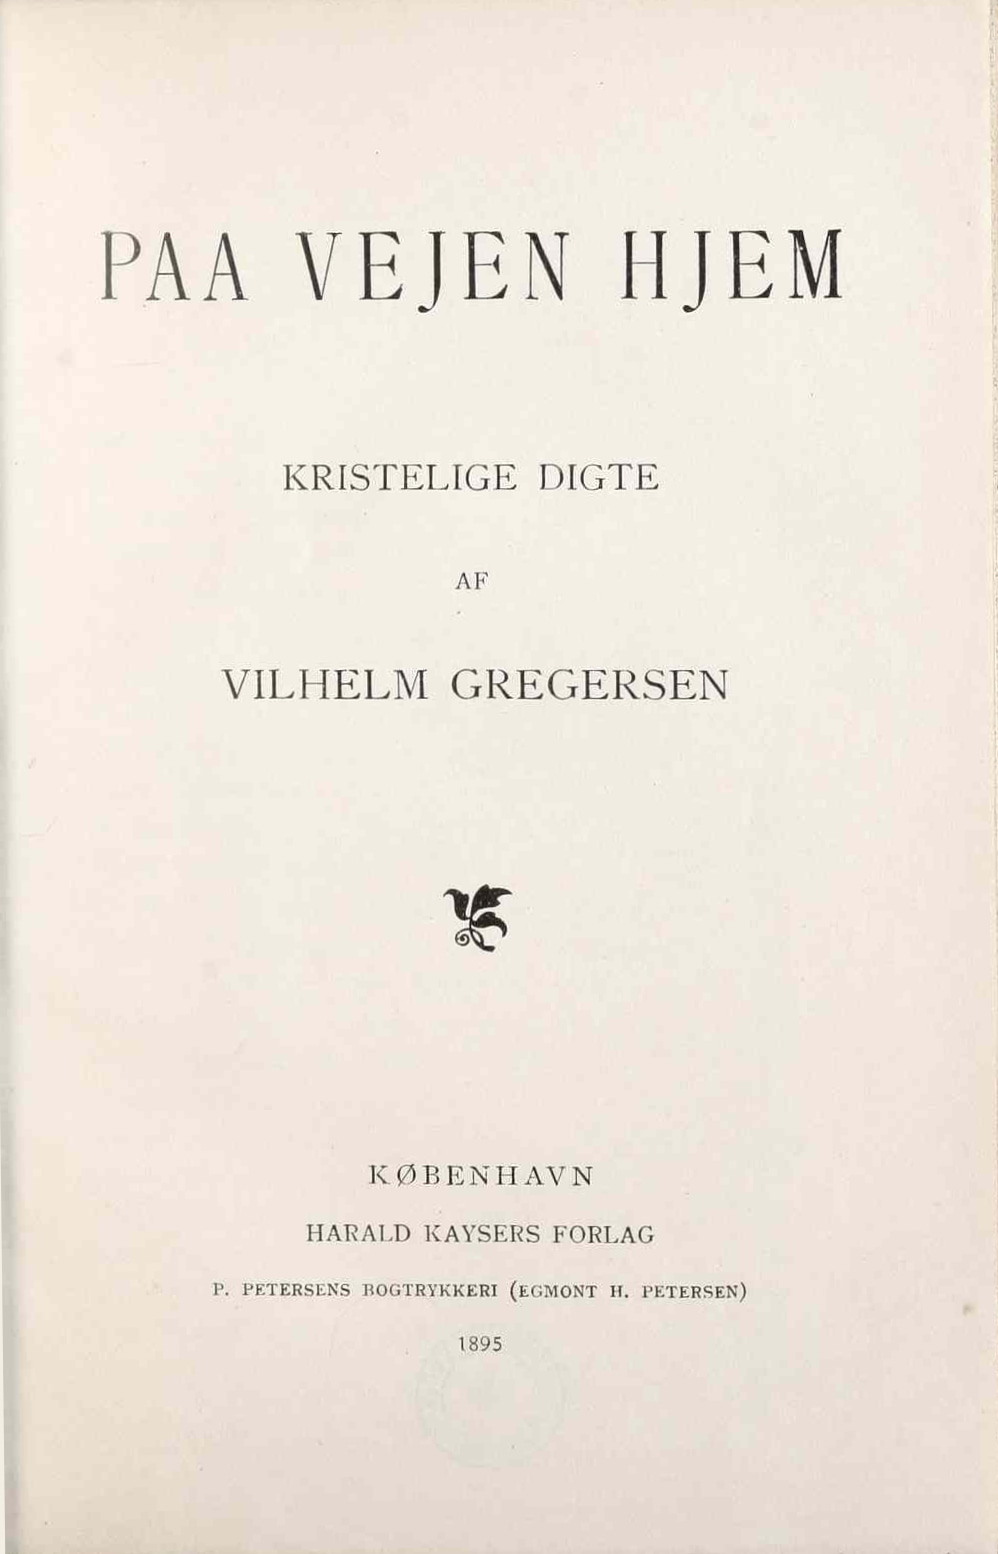 PAA VEJEN HJEM
KRISTELIGE DIGTE
AF
VILHELM GREGERSEN
KØBENHAVN
HARALD KAYSERS FORLAG
P. PETERSENS BOGTRYKKERI (EGMONT H. PETERSEN)
1895